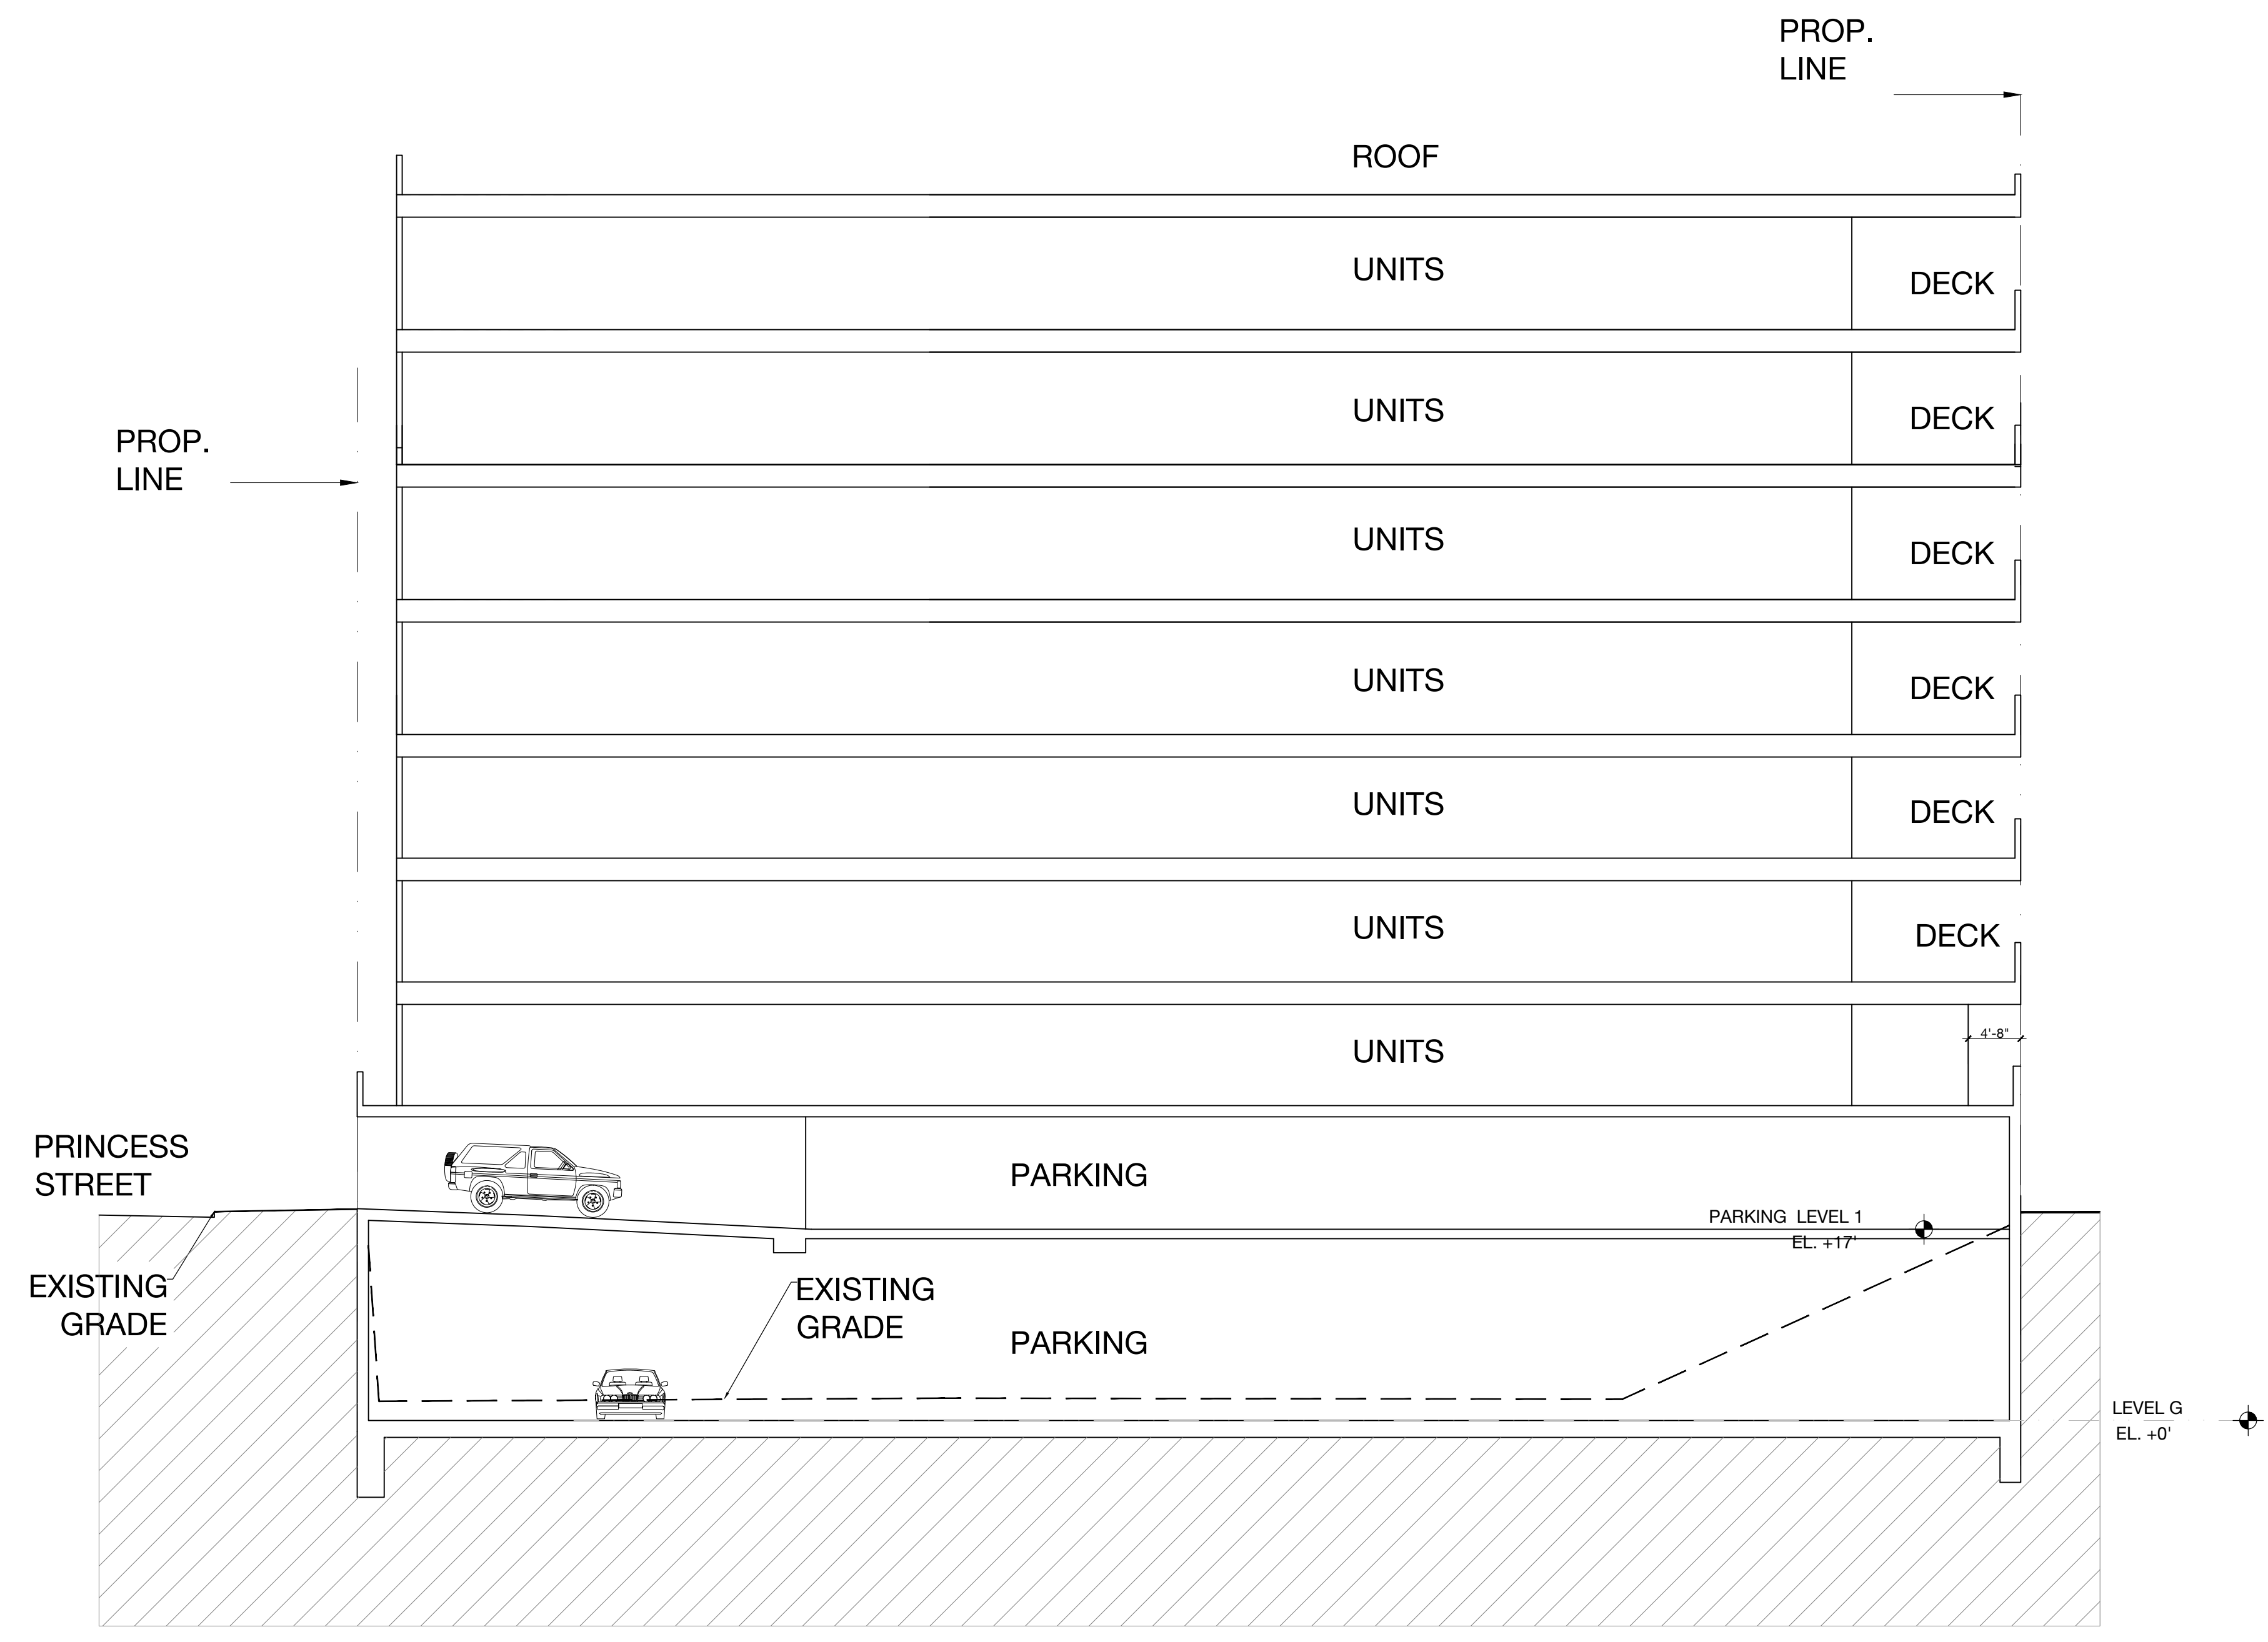 PROP.
LINE
ROOF
UNITS
DECK
UNITS
DECK
PROP.
LINE
UNITS
DECK
UNITS
DECK
UNITS
DECK
UNITS
DECK
UNITS
4'-8"
PRINCESS
STREET
PARKING
PARKING LEVEL 1
EL. +17'
EXISTING
GRADE
EXISTING
GRADE
PARKING
LEVEL G
EL. +0'